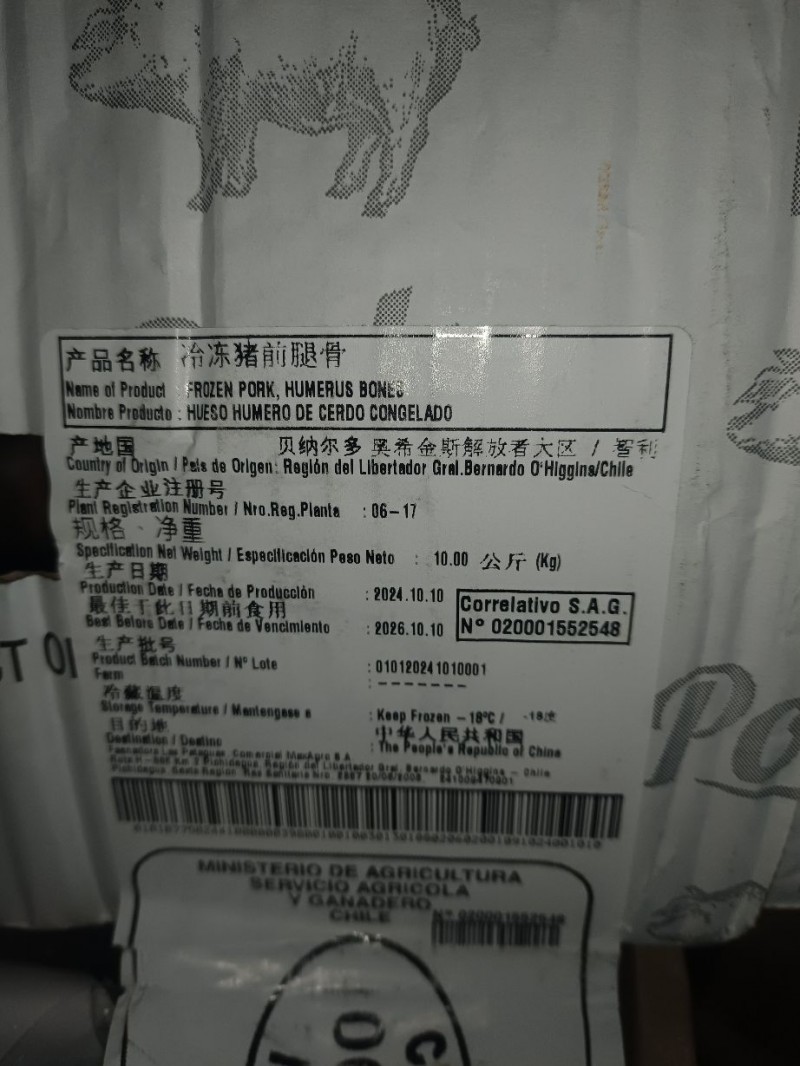 产品名称 冷冻猪前腿骨
Name of Product : FROZEN PORK, HUMERUS BONES
Nombre Producto : HUESO HUMERO DE CERDO CONGELADO
产地国 贝纳尔多 奥希金斯解放者大区 / 智利
Country of Origin / Pais de Origen: Región del Libertador Gral.Bernardo O'Higgins/Chile
生产企业注册号
Plant Registration Number / Nro.Reg.Planta : 06-17
规格、净重
Specification Net Weight / Especificación Peso Neto : 10.00 公斤 (Kg)
生产日期
Production Date / Fecha de Producción : 2024.10.10
最佳于此日期前食用
Best Before Date / Fecha de Vencimiento : 2026.10.10
Correlativo S.A.G.
N° 020001552548
生产批号
Product Batch Number / N° Lote : 010120241010001
Farm : -------
冷藏温度
Storage Temperature / Mantengase a : Keep Frozen -18°C / -18
目的地 中华人民共和国
Destination / Destino : The People's Republic of China
MINISTERIO DE AGRICULTURA
SERVICIO AGRICOLA
Y GANADERO
CHILE